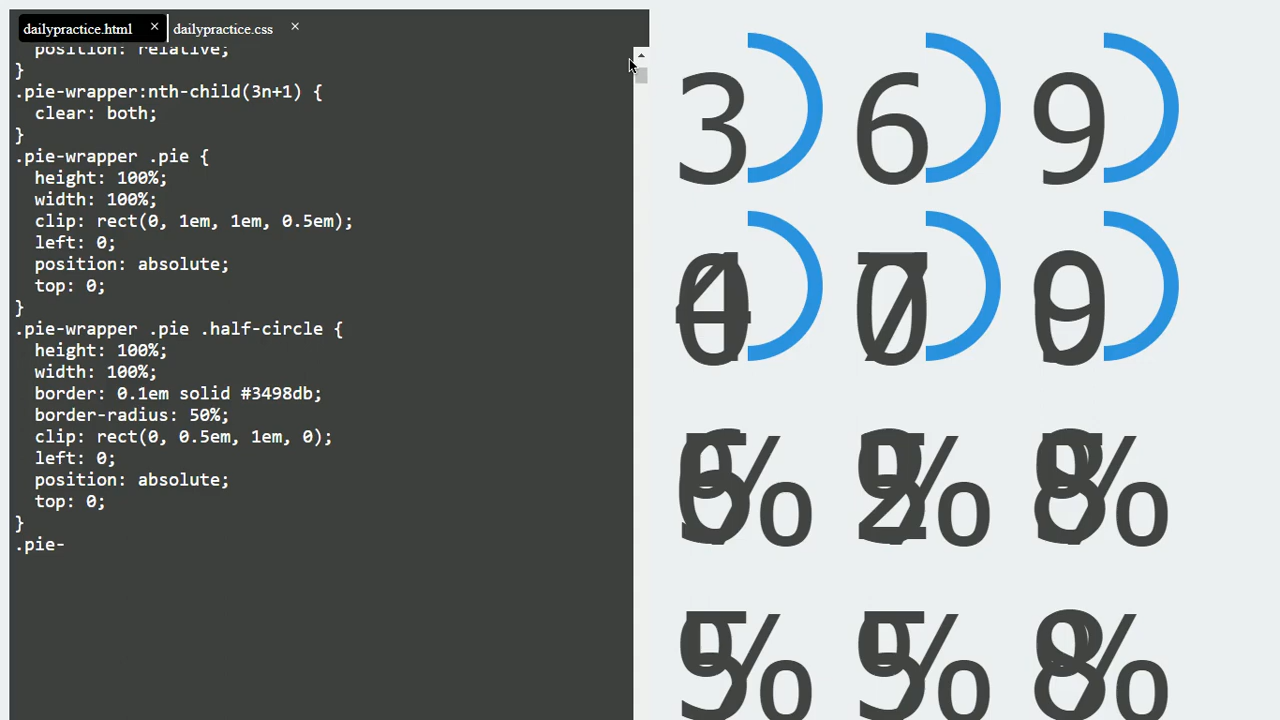 dailypractice.html × dailypractice.css ×
position: relative;
}
.pie-wrapper:nth-child(3n+1) {
clear: both;
}
.pie-wrapper .pie {
height: 100%;
width: 100%;
clip: rect(0, 1em, 1em, 0.5em);
left: 0;
position: absolute;
top: 0;
}
.pie-wrapper .pie .half-circle {
height: 100%;
width: 100%;
border: 0.1em solid #3498db;
border-radius: 50%;
clip: rect(0, 0.5em, 1em, 0);
left: 0;
position: absolute;
top: 0;
}
.pie-
3 6 9
% % %
% % %